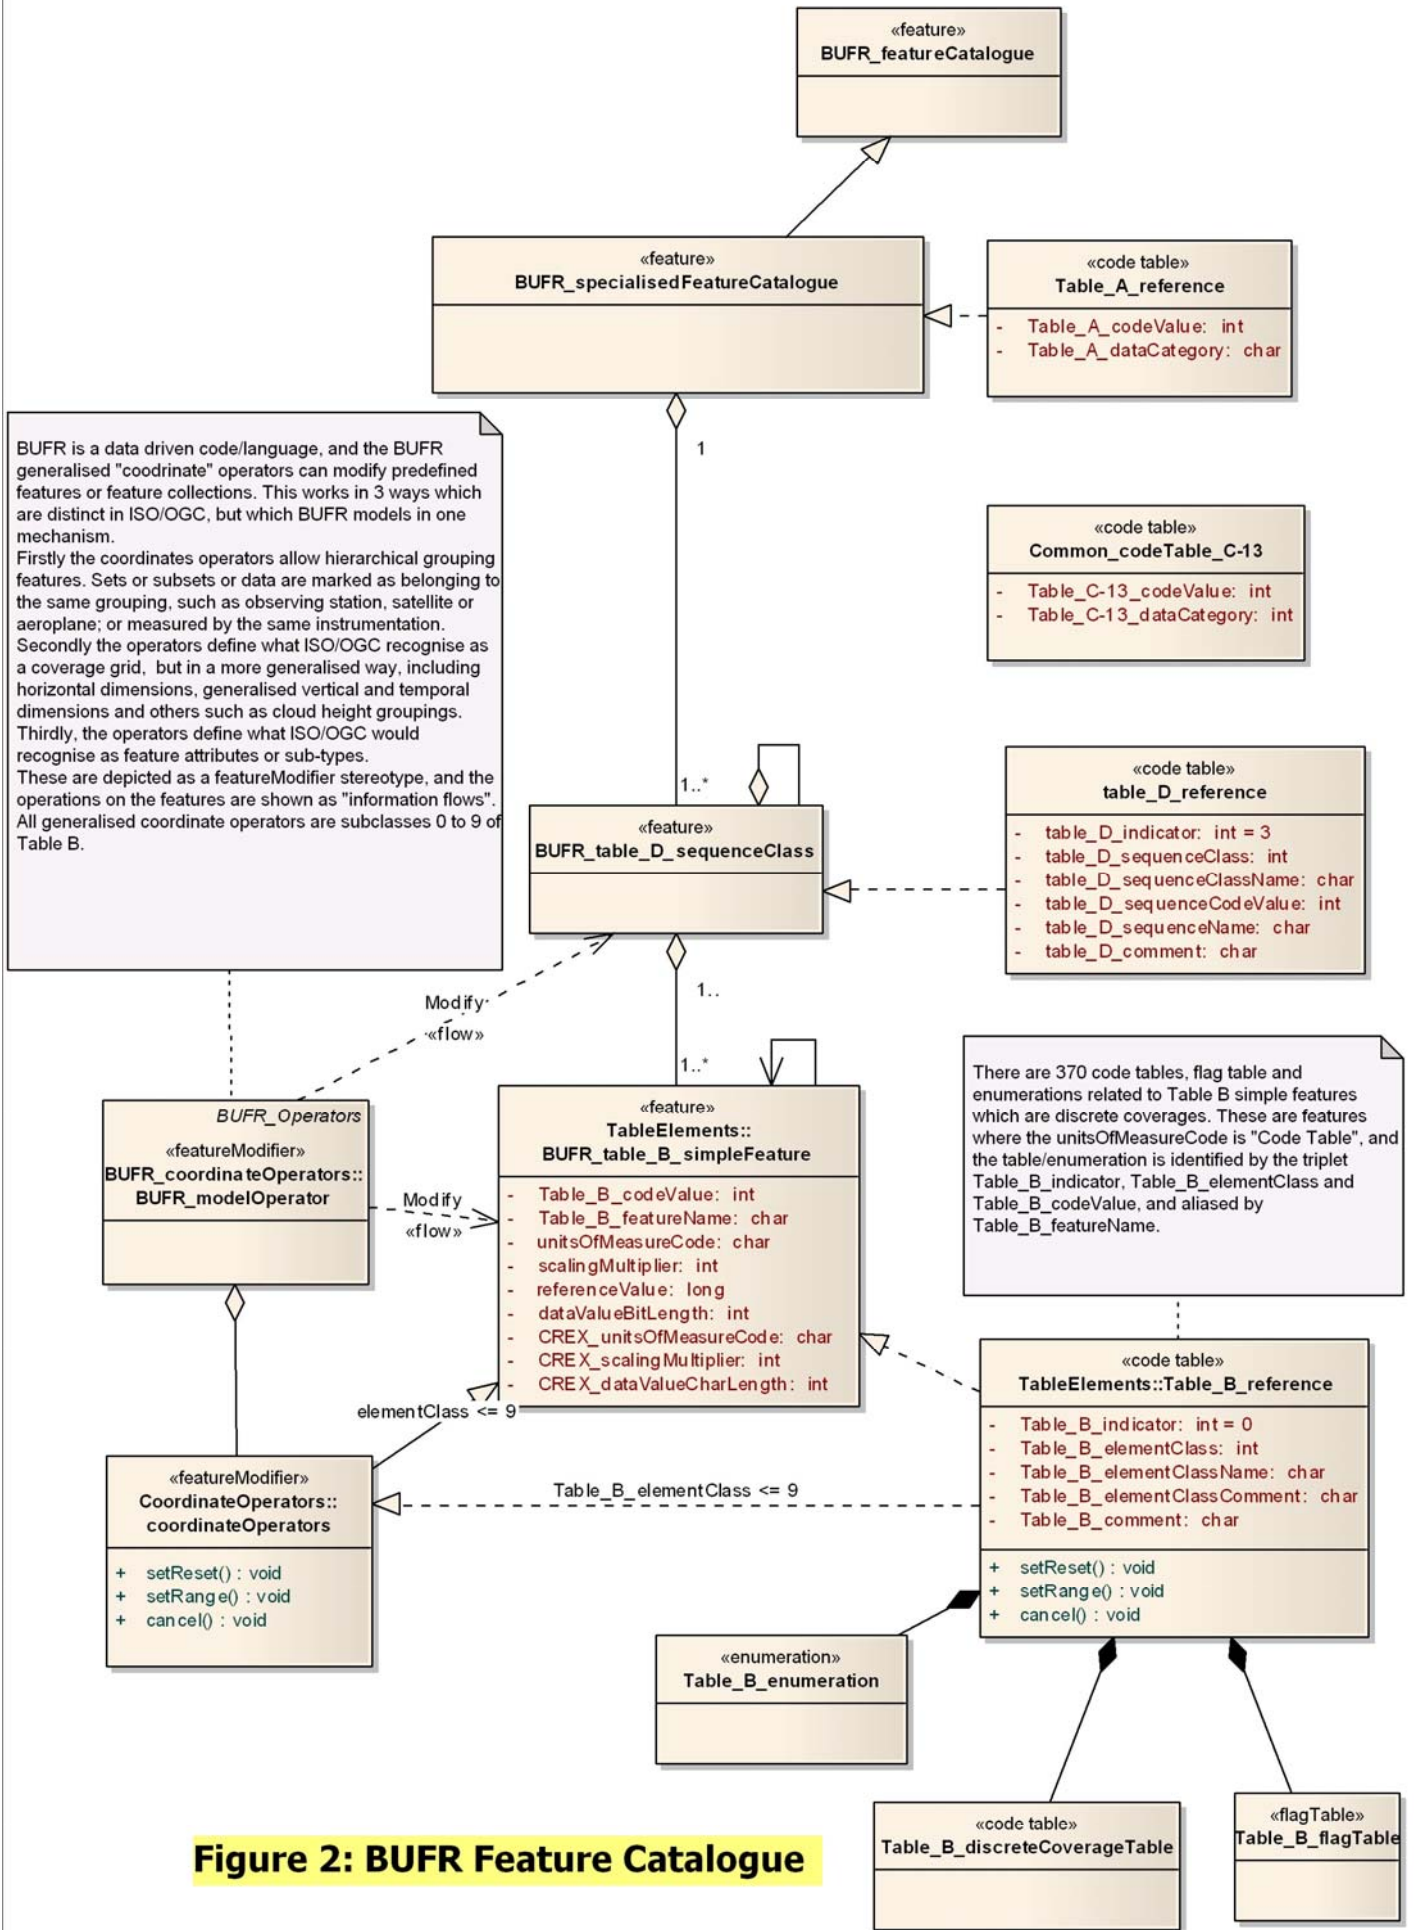 «feature»
BUFR_featureCatalogue
«feature»
BUFR_specialisedFeatureCatalogue
«code table»
Table_A_reference
- Table_A_codeValue: int
- Table_A_dataCategory: char
1
BUFR is a data driven code/language, and the BUFR
generalised "coodrinate" operators can modify predefined
features or feature collections. This works in 3 ways which
are distinct in ISO/OGC, but which BUFR models in one
mechanism.
Firstly the coordinates operators allow hierarchical grouping
features. Sets or subsets or data are marked as belonging to
the same grouping, such as observing station, satellite or
aeroplane; or measured by the same instrumentation.
Secondly the operators define what ISO/OGC recognise as
a coverage grid, but in a more generalised way, including
horizontal dimensions, generalised vertical and temporal
dimensions and others such as cloud height groupings.
Thirdly, the operators define what ISO/OGC would
recognise as feature attributes or sub-types.
These are depicted as a featureModifier stereotype, and the
operations on the features are shown as "information flows".
All generalised coordinate operators are subclasses 0 to 9 of
Table B.
«code table»
Common_codeTable_C-13
- Table_C-13_codeValue: int
- Table_C-13_dataCategory: int
1..*
«feature»
BUFR_table_D_sequenceClass
«code table»
table_D_reference
- table_D_indicator: int = 3
- table_D_sequenceClass: int
- table_D_sequenceClassName: char
- table_D_sequenceCodeValue: int
- table_D_sequenceName: char
- table_D_comment: char
1..
Modify
«flow»
1..*
BUFR_Operators
«featureModifier»
BUFR_coordinateOperators::
BUFR_modelOperator
Modify
«flow»
«feature»
TableElements::
BUFR_table_B_simpleFeature
- Table_B_codeValue: int
- Table_B_featureName: char
- unitsOfMeasureCode: char
- scalingMultiplier: int
- referenceValue: long
- dataValueBitLength: int
- CREX_unitsOfMeasureCode: char
- CREX_scalingMultiplier: int
- CREX_dataValueCharLength: int
There are 370 code tables, flag table and
enumerations related to Table B simple features
which are discrete coverages. These are features
where the unitsOfMeasureCode is "Code Table", and
the table/enumeration is identified by the triplet
Table_B_indicator, Table_B_elementClass and
Table_B_codeValue, and aliased by
Table_B_featureName.
elementClass <= 9
«code table»
TableElements::Table_B_reference
- Table_B_indicator: int = 0
- Table_B_elementClass: int
- Table_B_elementClassName: char
- Table_B_elementClassComment: char
- Table_B_comment: char
+ setReset() : void
+ setRange() : void
+ cancel() : void
Table_B_elementClass <= 9
«featureModifier»
CoordinateOperators::
coordinateOperators
+ setReset() : void
+ setRange() : void
+ cancel() : void
«enumeration»
Table_B_enumeration
«code table»
Table_B_discreteCoverageTable
«flagTable»
Table_B_flagTable
Figure 2: BUFR Feature Catalogue